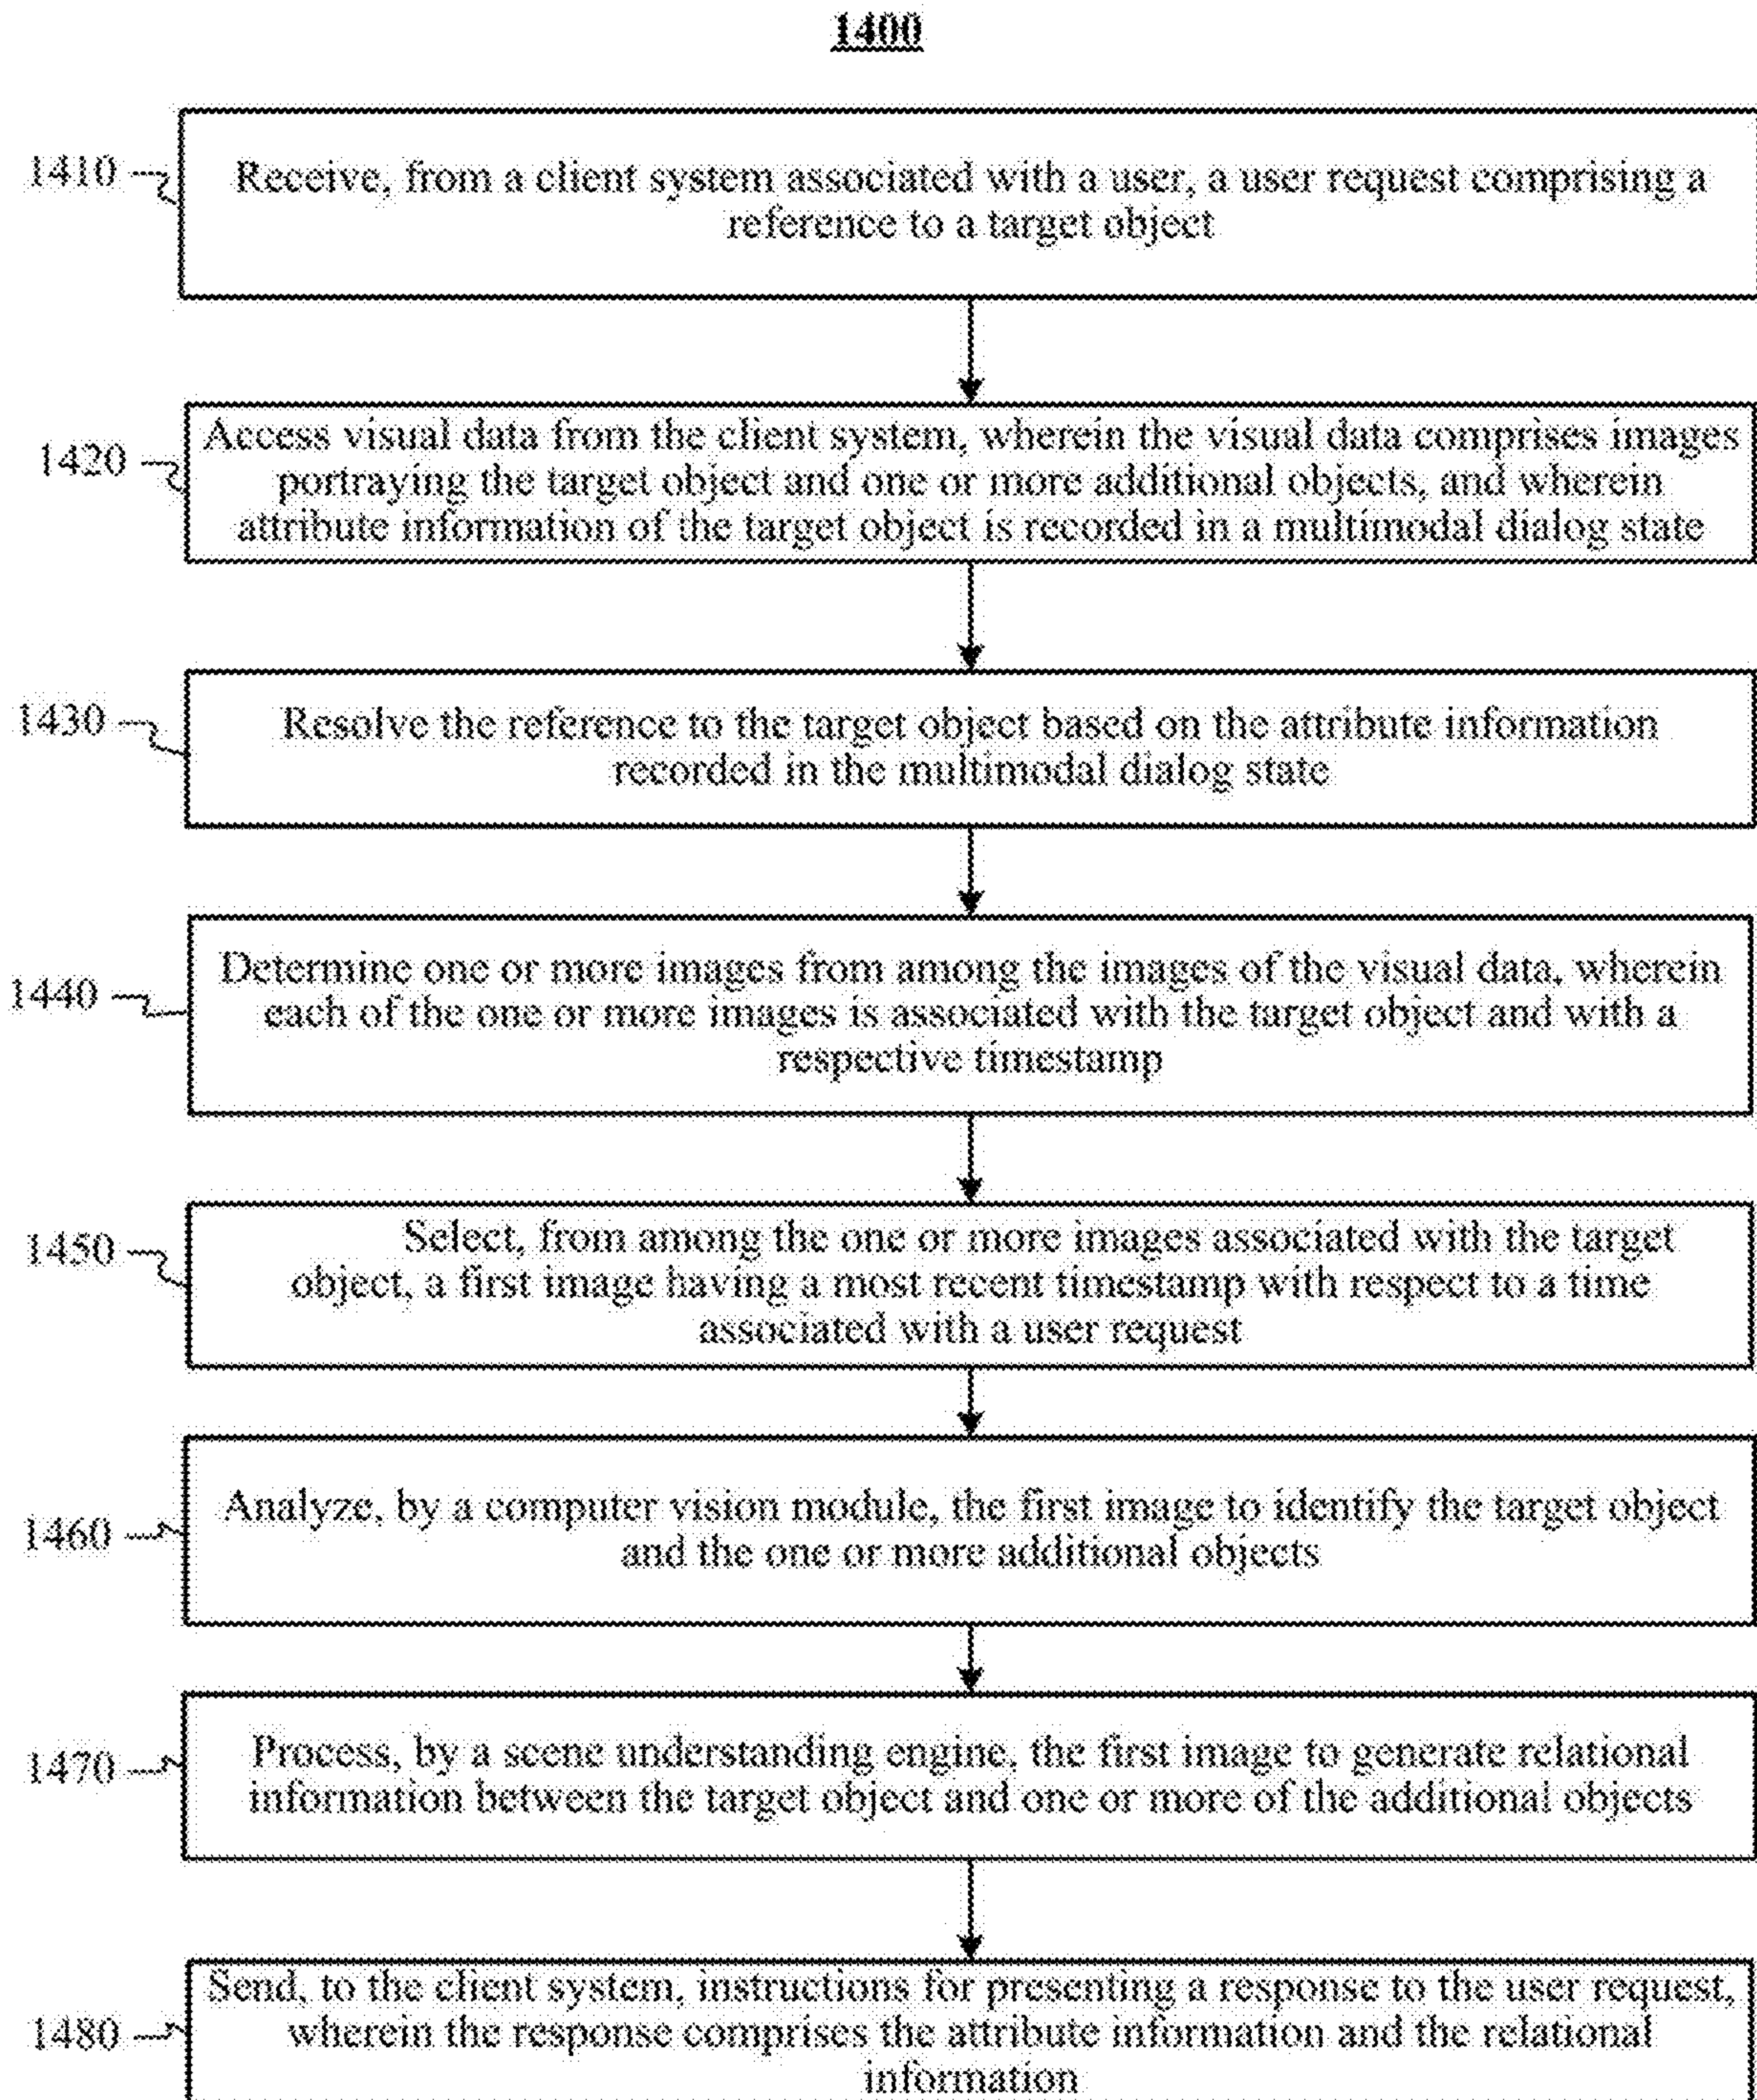 1400
1410
Receive, from a client system associated with a user, a user request comprising a
reference to a target object
1420
Access visual data from the client system, wherein the visual data comprises images
portraying the target object and one or more additional objects, and wherein
attribute information of the target object is recorded in a multimodal dialog state
1430
Resolve the reference to the target object based on the attribute information
recorded in the multimodal dialog state
1440
Determine one or more images from among the images of the visual data, wherein
each of the one or more images is associated with the target object and with a
respective timestamp
1450
Select, from among the one or more images associated with the target
object, a first image having a most recent timestamp with respect to a time
associated with a user request
1460
Analyze, by a computer vision module, the first image to identify the target object
and the one or more additional objects
1470
Process, by a scene understanding engine, the first image to generate relational
information between the target object and one or more of the additional objects
1480
Send, to the client system, instructions for presenting a response to the user request,
wherein the response comprises the attribute information and the relational
information